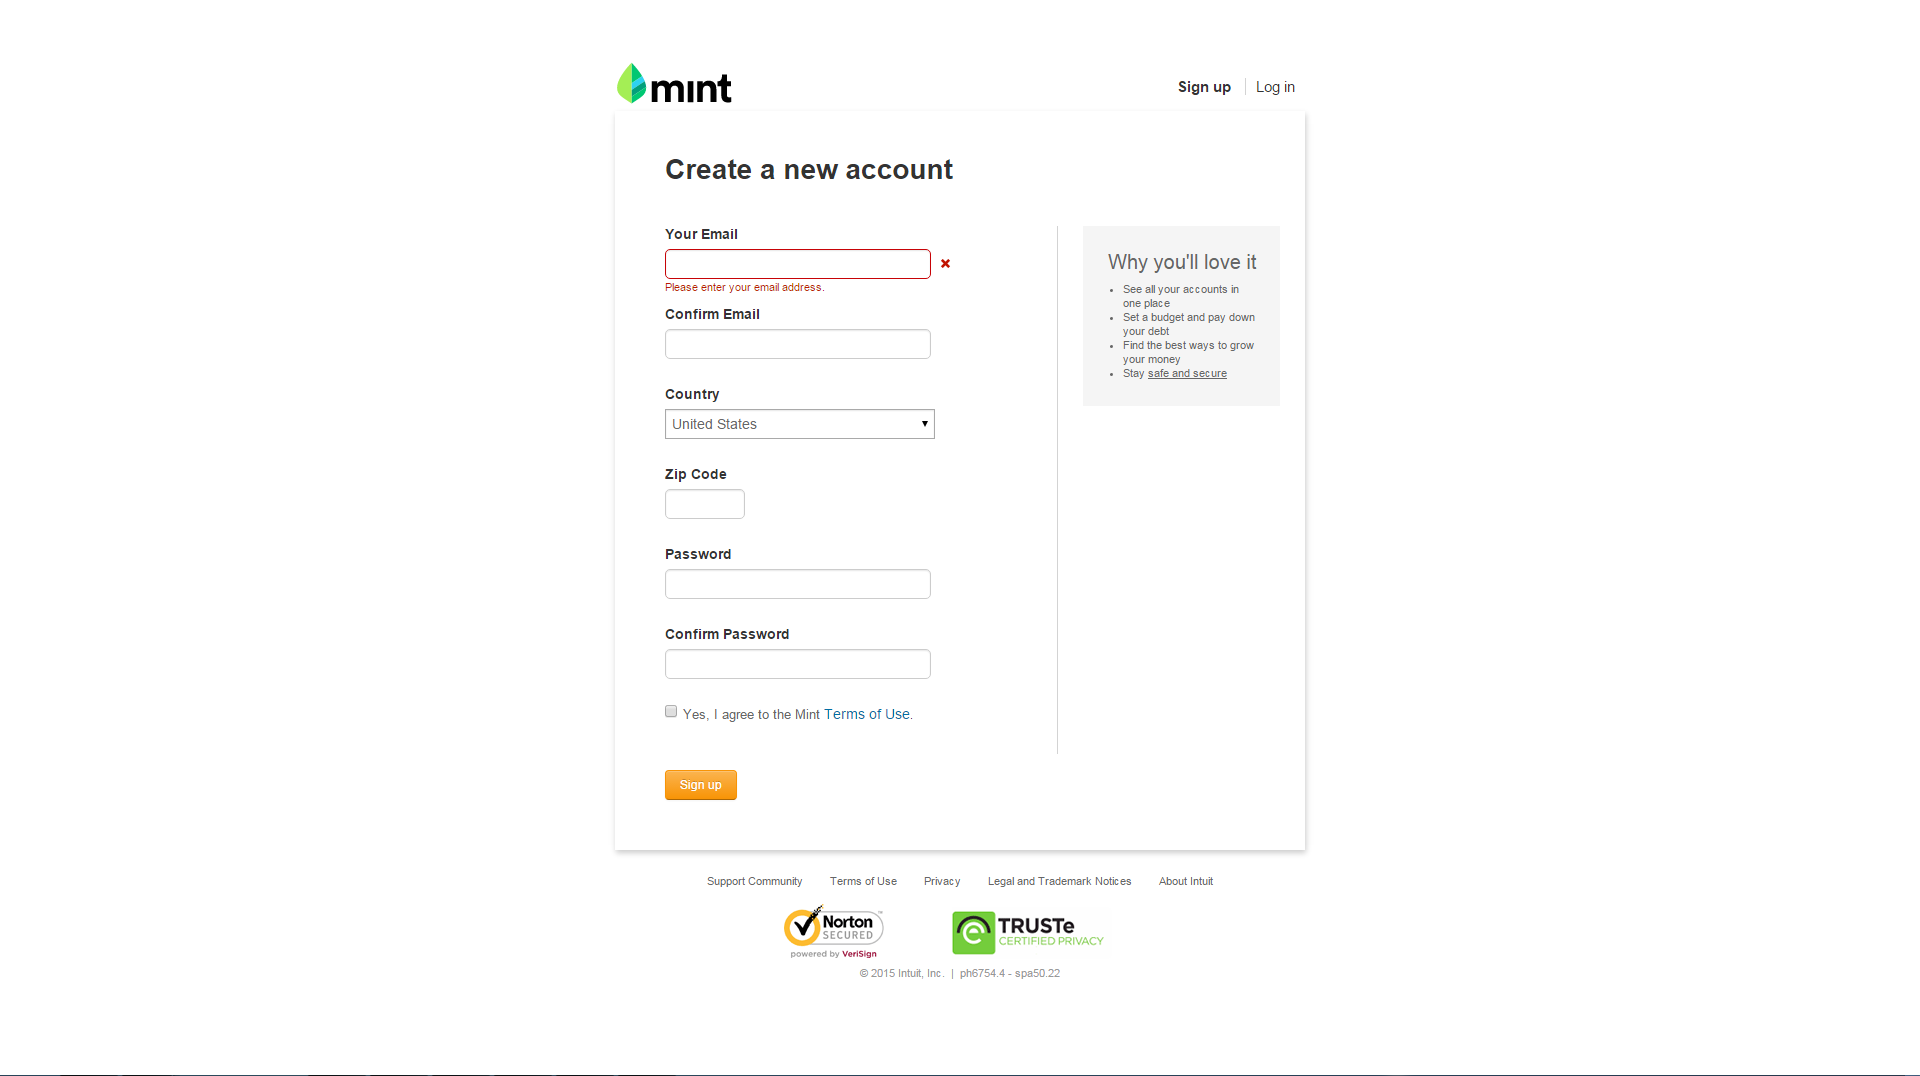 mint
Sign up
Log in
Create a new account
Your Email
Please enter your email address.
Confirm Email
Country
United States
Zip Code
Password
Confirm Password
Yes, I agree to the Mint Terms of Use.
Sign up
Why you'll love it
• See all your accounts in
one place
• Set a budget and pay down
your debt
• Find the best ways to grow
your money
• Stay safe and secure
Support Community
Terms of Use
Privacy
Legal and Trademark Notices
About Intuit
Norton
SECURED
powered by VeriSign
TRUSTe
CERTIFIED PRIVACY
© 2015 Intuit, Inc. | ph6754.4 - spa50.22